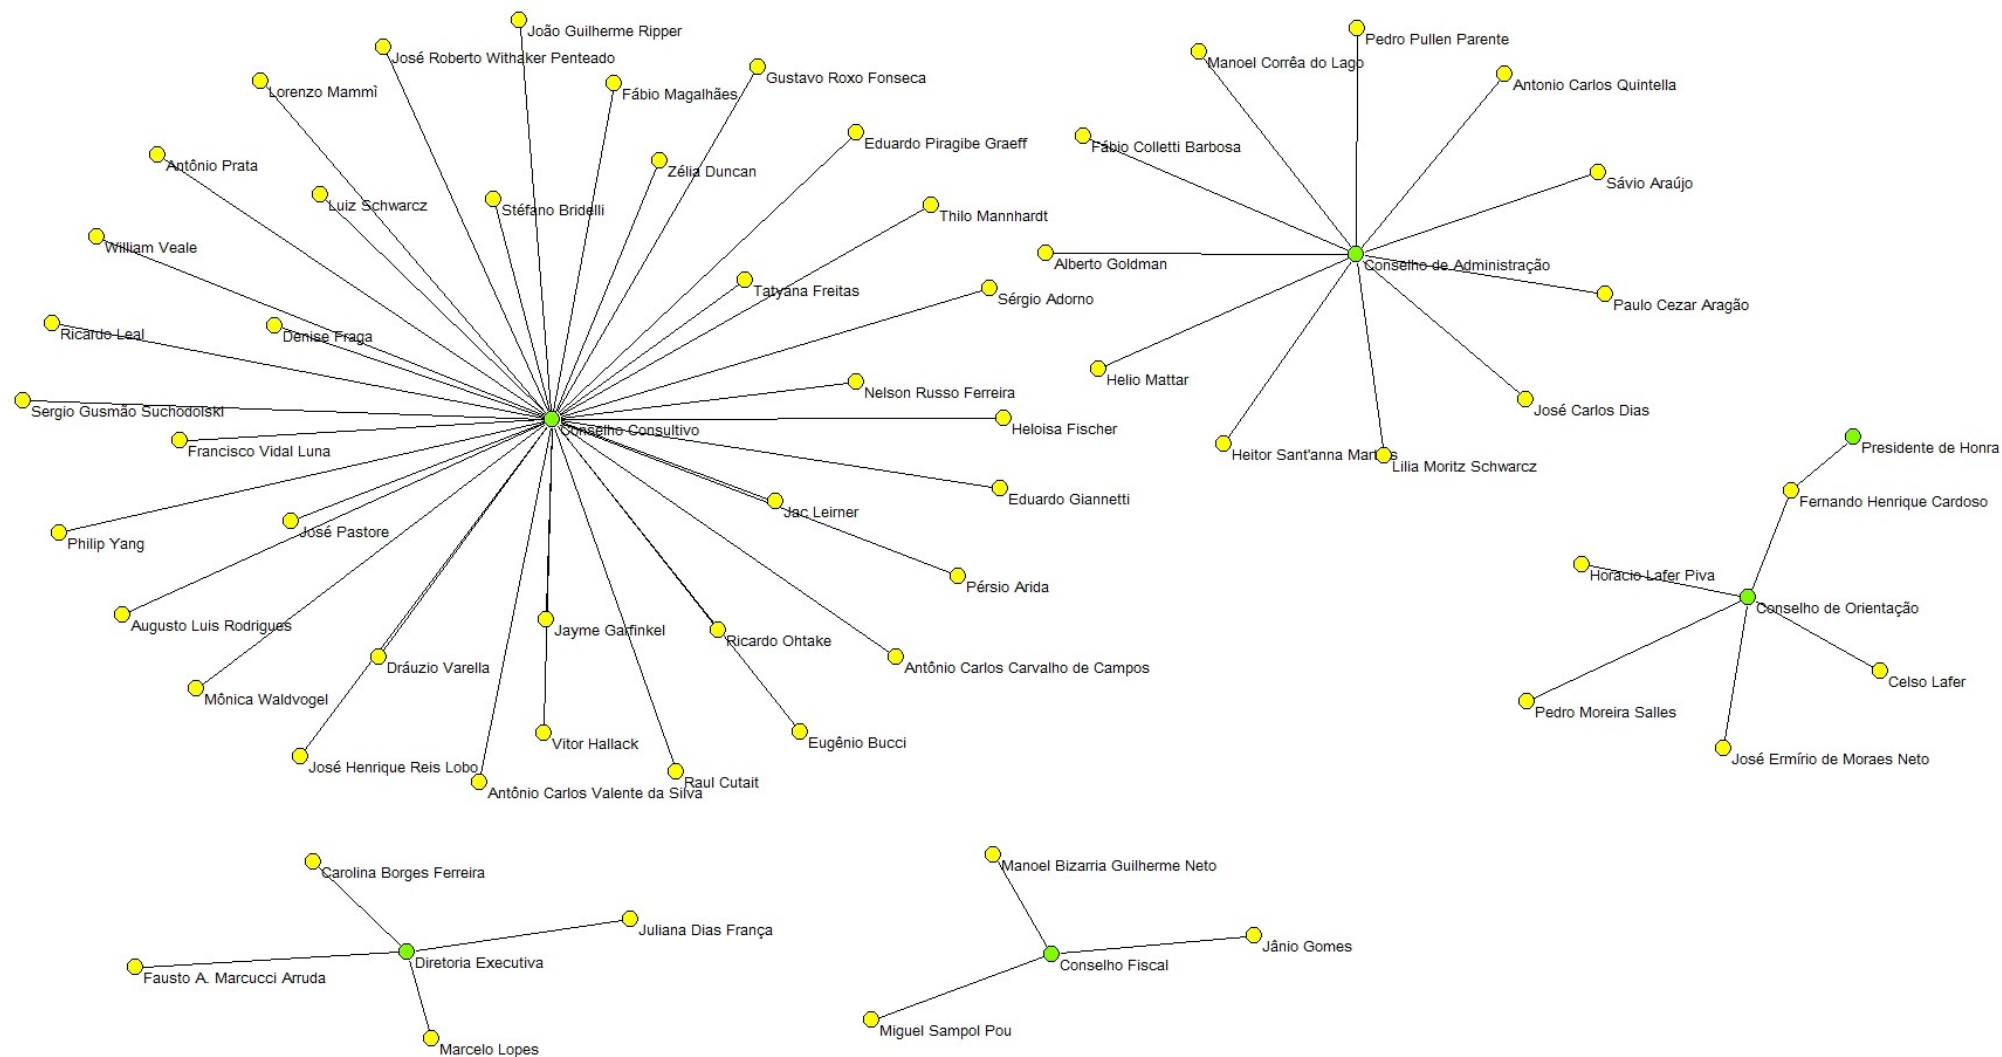 João Guilherme Ripper
José Roberto Withaker Penteado
Lorenzo Mammì
Fábio Magalhães
Gustavo Roxo Fonseca
Eduardo Piragibe Graeff
Antônio Prata
Zélia Duncan
Luiz Schwarcz
Stéfano Bridelli
Thilo Mannhardt
William Veale
Tatyana Freitas
Sérgio Adorno
Ricardo Leal
Denise Fraga
Nelson Russo Ferreira
Sergio Gusmão Suchodolski
Heloisa Fischer
Conselho Consultivo
Francisco Vidal Luna
Eduardo Giannetti
Jac Leirner
José Pastore
Philip Yang
Pérsio Arida
Augusto Luis Rodrigues
Jayme Garfinkel
Ricardo Ohtake
Dráuzio Varella
Antônio Carlos Carvalho de Campos
Mônica Waldvogel
Vitor Hallack
Eugênio Bucci
José Henrique Reis Lobo
Raul Cutait
Antônio Carlos Valente da Silva
Pedro Pullen Parente
Manoel Corrêa do Lago
Antonio Carlos Quintella
Fábio Colletti Barbosa
Sávio Araújo
Alberto Goldman
Conselho de Administração
Paulo Cezar Aragão
Helio Mattar
José Carlos Dias
Heitor Sant'anna Martins
Lilia Moritz Schwarcz
Presidente de Honra
Fernando Henrique Cardoso
Horacio Lafer Piva
Conselho de Orientação
Celso Lafer
Pedro Moreira Salles
José Ermírio de Moraes Neto
Carolina Borges Ferreira
Juliana Dias França
Diretoria Executiva
Fausto A. Marcucci Arruda
Marcelo Lopes
Manoel Bizarria Guilherme Neto
Jânio Gomes
Conselho Fiscal
Miguel Sampol Pou